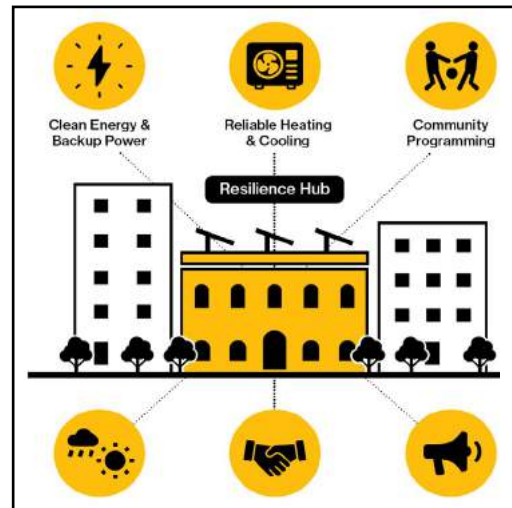 Clean Energy &
Backup Power
Reliable Heating
& Cooling
Community
Programming
Resilience Hub